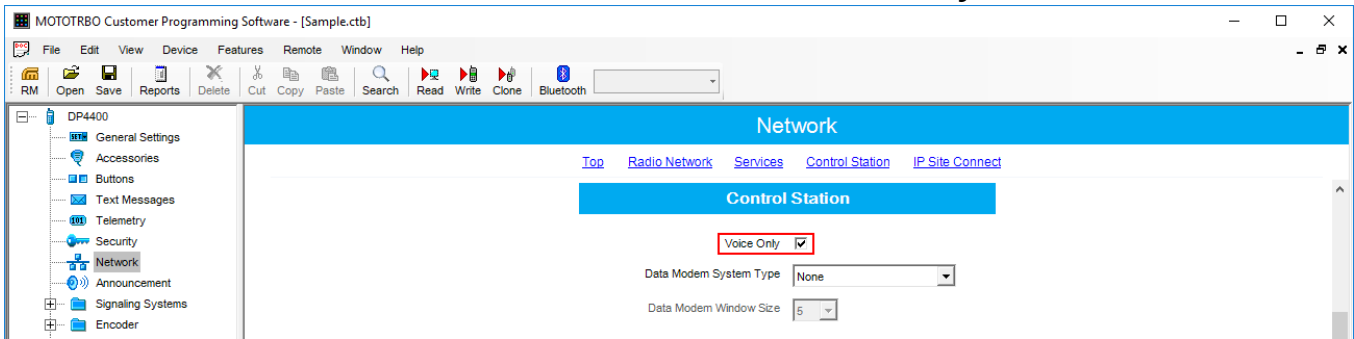 MOTOTRBO Customer Programming Software - [Sample.ctb]
File Edit View Device Features Remote Window Help
RM Open Save Reports Delete Cut Copy Paste Search Read Write Clone Bluetooth
DP4400
General Settings
Accessories
Buttons
Text Messages
Telemetry
Security
Network
Announcement
Signaling Systems
Encoder
Network
Top Radio Network Services Control Station IP Site Connect
Control Station
Voice Only
Data Modem System Type None
Data Modem Window Size 5